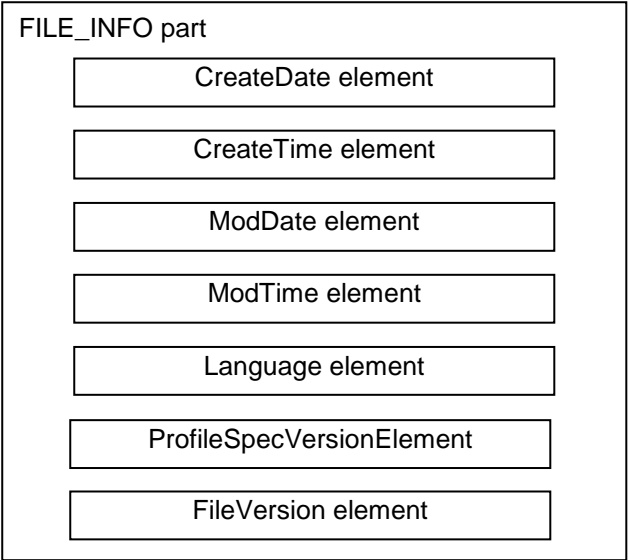 FILE_INFO part
CreateDate element
CreateTime element
ModDate element
ModTime element
Language element
ProfileSpecVersionElement
FileVersion element